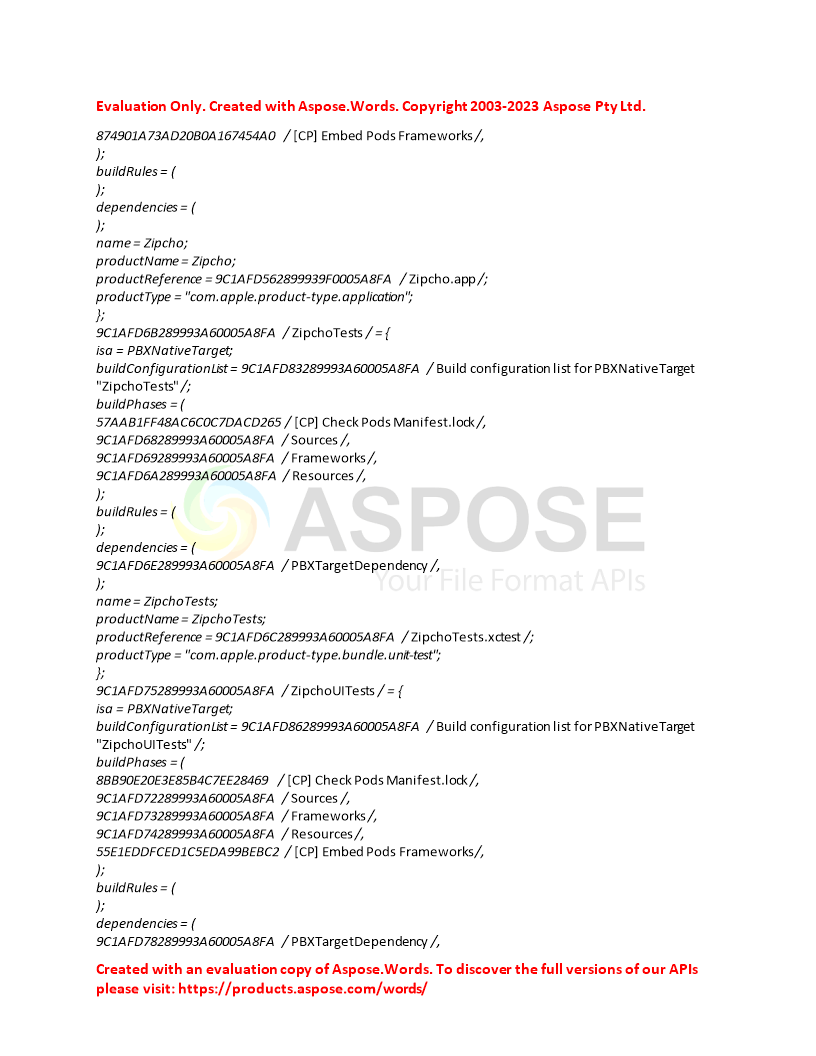 Evaluation Only. Created with Aspose.Words. Copyright 2003-2023 Aspose Pty Ltd.
874901A73AD20B0A167454A0 / [CP] Embed Pods Frameworks /,
);
buildRules = (
);
dependencies = (
);
name = Zipcho;
productName = Zipcho;
productReference = 9C1AFD562899939F0005A8FA / Zipcho.app /;
productType = "com.apple.product-type.application";
};
9C1AFD6B289993A60005A8FA / ZipchoTests / = {
isa = PBXNativeTarget;
buildConfigurationList = 9C1AFD83289993A60005A8FA / Build configuration list for PBXNativeTarget
"ZipchoTests" /;
buildPhases = (
57AAB1FF48AC6C0C7DACD265 / [CP] Check Pods Manifest.lock /,
9C1AFD68289993A60005A8FA / Sources /,
9C1AFD69289993A60005A8FA / Frameworks /,
9C1AFD6A289993A60005A8FA / Resources /,
);
buildRules = (
);
dependencies = (
9C1AFD6E289993A60005A8FA / PBXTargetDependency /,
);
name = ZipchoTests;
productName = ZipchoTests;
productReference = 9C1AFD6C289993A60005A8FA / ZipchoTests.xctest /;
productType = "com.apple.product-type.bundle.unit-test";
};
9C1AFD75289993A60005A8FA / ZipchoUITests / = {
isa = PBXNativeTarget;
buildConfigurationList = 9C1AFD86289993A60005A8FA / Build configuration list for PBXNativeTarget
"ZipchoUITests" /;
buildPhases = (
8BB90E20E3E85B4C7EE28469 / [CP] Check Pods Manifest.lock /,
9C1AFD72289993A60005A8FA / Sources /,
9C1AFD73289993A60005A8FA / Frameworks /,
9C1AFD74289993A60005A8FA / Resources /,
55E1EDDFCED1C5EDA99BEBC2 / [CP] Embed Pods Frameworks /,
);
buildRules = (
);
dependencies = (
9C1AFD78289993A60005A8FA / PBXTargetDependency /,
Created with an evaluation copy of Aspose.Words. To discover the full versions of our APIs
please visit: https://products.aspose.com/words/
ASPOSE
Your File Format APIs